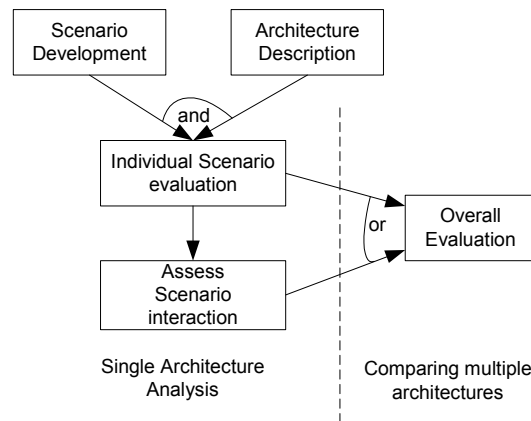 Scenario
Development
Architecture
Description
and
Individual Scenario
evaluation
or
Overall
Evaluation
Assess
Scenario
interaction
Single Architecture
Analysis
Comparing multiple
architectures